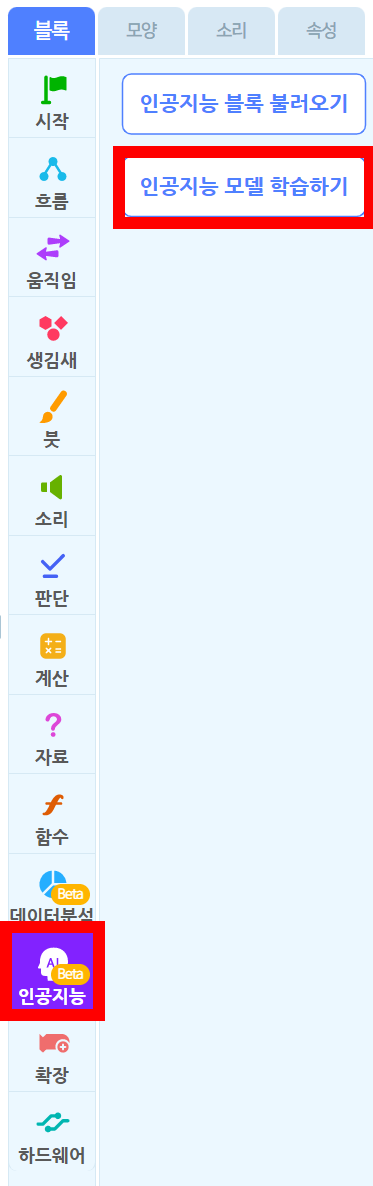 블록 모양 소리 속성
인공지능 블록 불러오기
인공지능 모델 학습하기
시작
흐름
움직임
생김새
붓
소리
판단
계산
?
자료
f
함수
Beta
데이터분석
AI
Beta
인공지능
확장
하드웨어